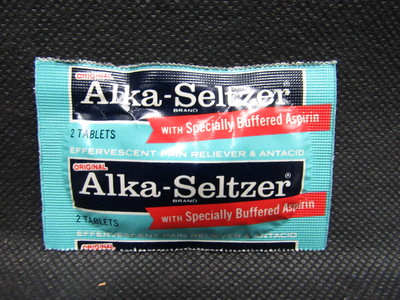 ORIGINAL
Alka-Seltzer®
BRAND
2 TABLETS
WITH Specially Buffered Aspirin
EFFERVESCENT PAIN RELIEVER & ANTACID
ORIGINAL
Alka-Seltzer®
BRAND
2 TABLETS
WITH Specially Buffered Aspirin
EFFERVESCENT PAIN RELIEVER & ANTACID
ORIGINAL